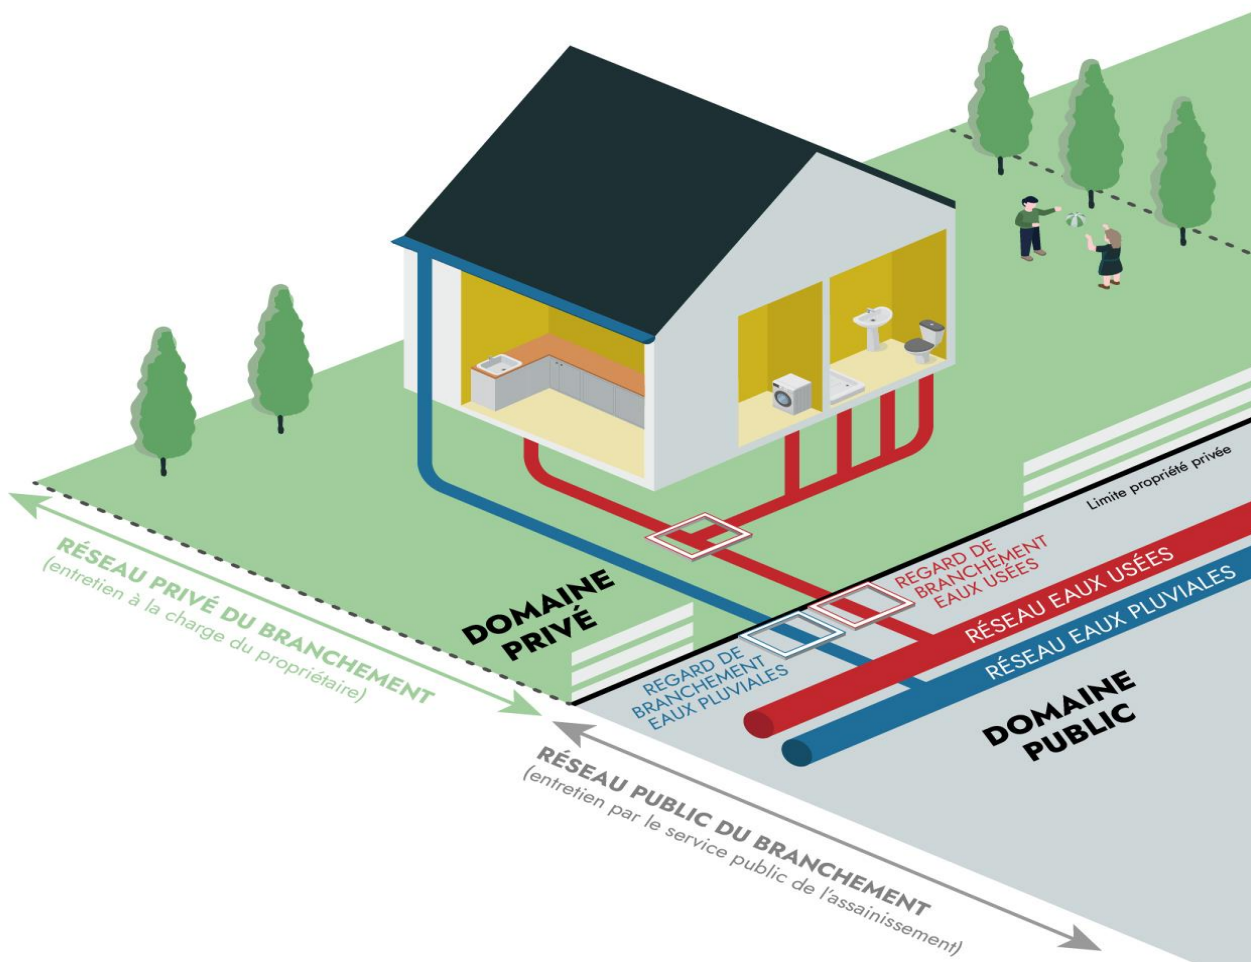 Limite propriété privée
REGARD DE
BRANCHEMENT
EAUX USÉES
RÉSEAU EAUX USÉES
RÉSEAU EAUX PLUVIALES
REGARD DE
BRANCHEMENT
EAUX PLUVIALES
DOMAINE
PRIVÉ
DOMAINE
PUBLIC
RÉSEAU PRIVÉ DU BRANCHEMENT
(entretien à la charge du propriétaire)
RÉSEAU PUBLIC DU BRANCHEMENT
(entretien par le service public de l'assainissement)